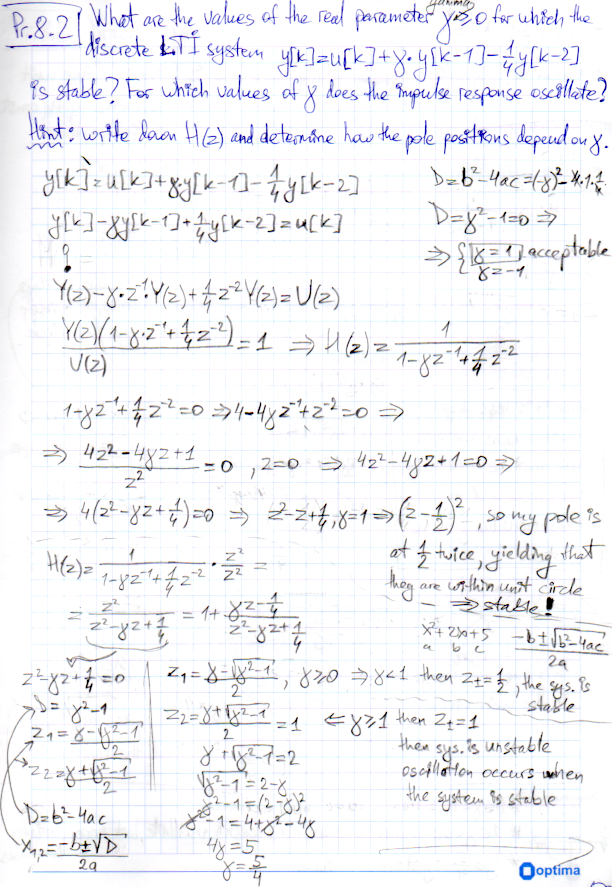 Pr.8.2
What are the values of the real parameter γ≥0 for which the
gamma
discrete LTI system y[k]=u[k]+γ·y[k-1]-1/4y[k-2]
is stable? For which values of γ does the impulse response oscillate?
Hint: write down H(z) and determine how the pole positions depend on γ.
y[k]=u[k]+γ·y[k-1]-1/4y[k-2]
y[k]-γy[k-1]+1/4y[k-2]=u[k]
D=b²-4ac=(-γ)²-4·1·1/4
D=γ²-1=0 ⇒
⇒ { γ=1 acceptable
γ=-1
Y(z)-γ·z⁻¹·Y(z)+1/4z⁻²Y(z)=U(z)
Y(z)(1-γ·z⁻¹+1/4z⁻²)/U(z)=1 ⇒ H(z)=1/(1-γz⁻¹+1/4z⁻²)
1-γz⁻¹+1/4z⁻²=0 ⇒4-4γz⁻¹+z⁻²=0 ⇒
⇒ (4z²-4γz+1)/z²=0, z=0 ⇒ 4z²-4γz+1=0 ⇒
⇒ 4(z²-γz+1/4)=0 ⇒ z²-z+1/4, γ=1 ⇒ (z-1/2)², so my pole is
at 1/2 twice, yielding that
they are within unit circle
⇒ stable!
H(z)=1/(1-γz⁻¹+1/4z⁻²)·z²/z²=
=z²/(z²-γz+1/4)=1+(γz-1/4)/(z²-γz+1/4)
x²+2x+5
a b c
(-b±√(b²-4ac))/2a
z²-γz+1/4=0
D=γ²-1
z₁=(γ-√(γ²-1))/2
z₂=(γ+√(γ²-1))/2
D=b²-4ac
x₁,₂=(-b±√D)/2a
z₁=(γ-√(γ²-1))/2, γ≥0 ⇒ γ<1 then z±=1/2, the sys. is
stable
z₂=(γ+√(γ²-1))/2=1 ⇐ γ≥1 then z±=1
then sys. is unstable
oscillation occurs when
the system is stable
γ+√(γ²-1)=2
√(γ²-1)=2-γ
γ²-1=(2-γ)²
γ²-1=4+γ²-4γ
4γ=5
γ=5/4
optima